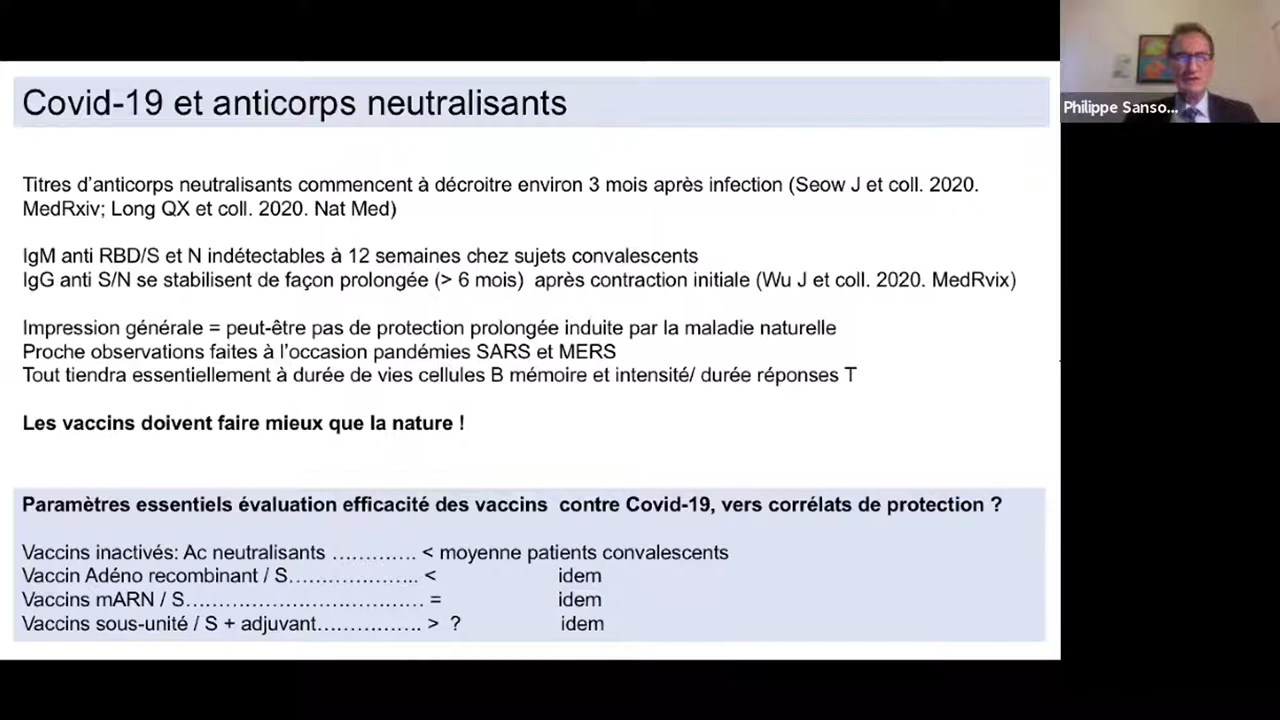 Covid-19 et anticorps neutralisants
Philippe Sanso...
Titres d'anticorps neutralisants commencent à décroitre environ 3 mois après infection (Seow J et coll. 2020.
MedRxiv; Long QX et coll. 2020. Nat Med)
IgM anti RBD/S et N indétectables à 12 semaines chez sujets convalescents
IgG anti S/N se stabilisent de façon prolongée (> 6 mois) après contraction initiale (Wu J et coll. 2020. MedRvix)
Impression générale = peut-être pas de protection prolongée induite par la maladie naturelle
Proche observations faites à l'occasion pandémies SARS et MERS
Tout tiendra essentiellement à durée de vies cellules B mémoire et intensité/ durée réponses T
Les vaccins doivent faire mieux que la nature !
Paramètres essentiels évaluation efficacité des vaccins contre Covid-19, vers corrélats de protection ?
Vaccins inactivés: Ac neutralisants …………. < moyenne patients convalescents
Vaccin Adéno recombinant / S……………….. < idem
Vaccins mARN / S……………………………… = idem
Vaccins sous-unité / S + adjuvant……………. > ? idem